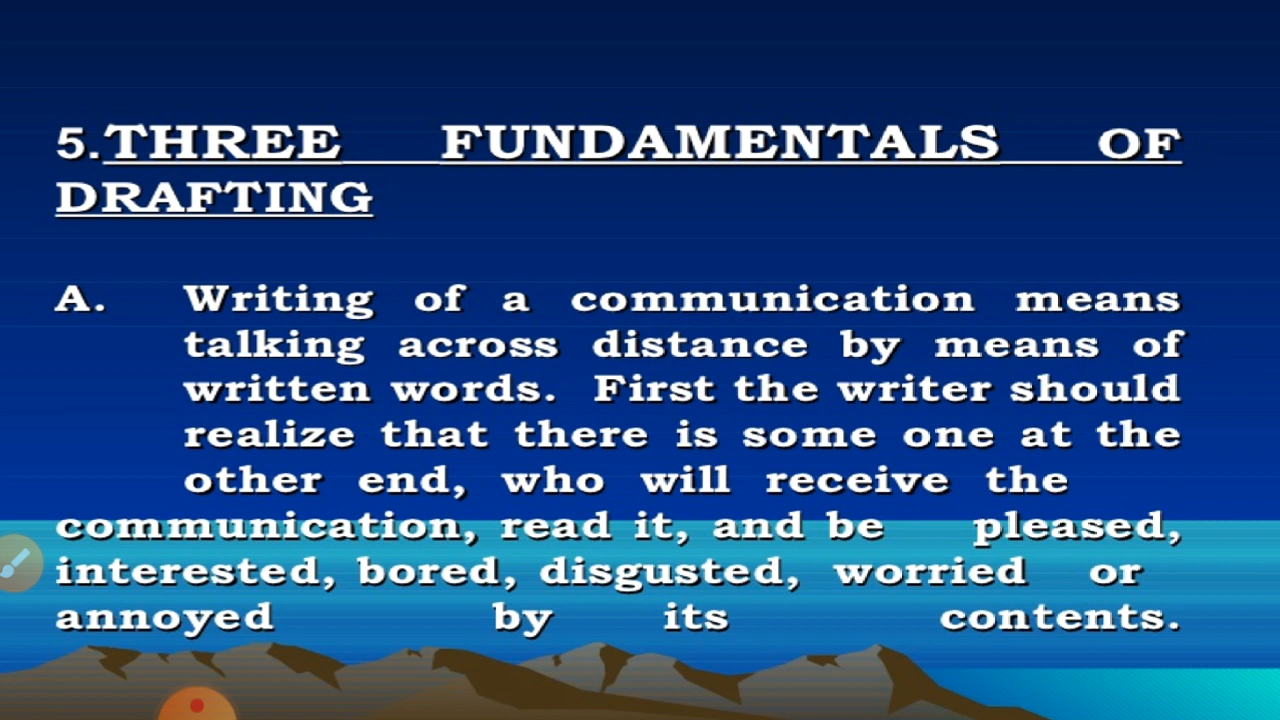 5.THREE FUNDAMENTALS OF
DRAFTING
A. Writing of a communication means
talking across distance by means of
written words. First the writer should
realize that there is some one at the
other end, who will receive the
communication, read it, and be pleased,
interested, bored, disgusted, worried or
annoyed by its contents.